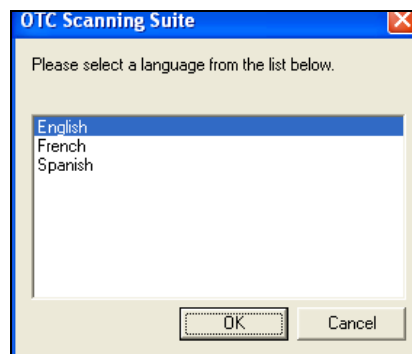 OTC Scanning Suite
Please select a language from the list below.
English
French
Spanish
OK
Cancel